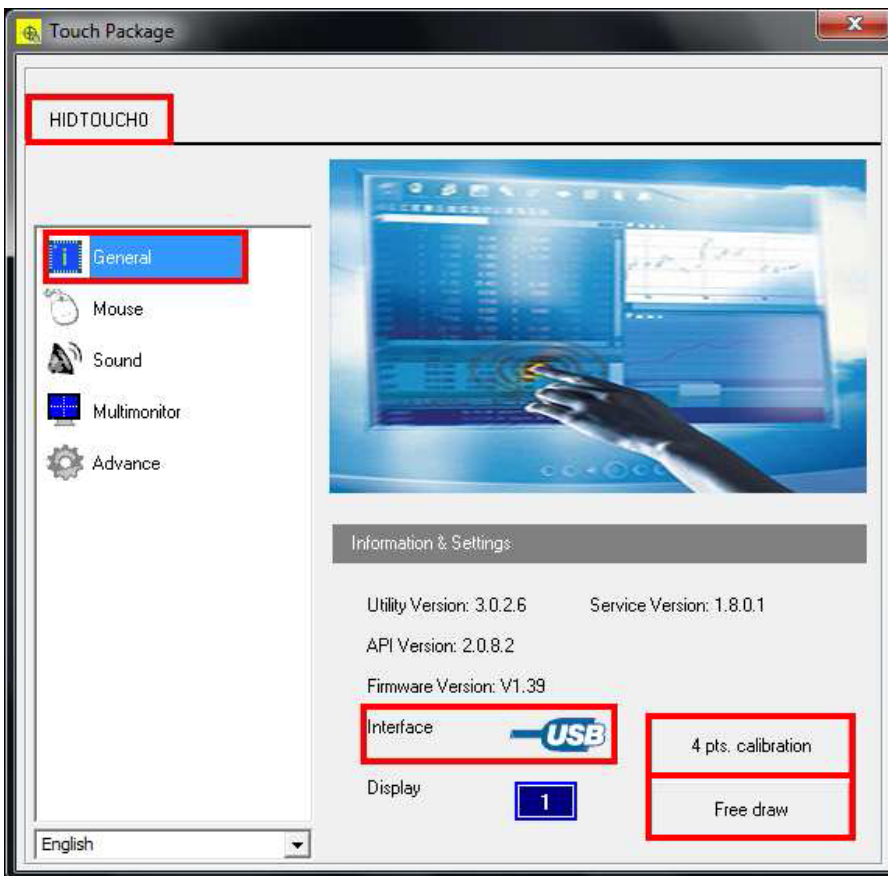 Touch Package
HIDTOUCH0
General
Mouse
Sound
Multimonitor
Advance
English
Information & Settings
Utility Version: 3.0.2.6 Service Version: 1.8.0.1
API Version: 2.0.8.2
Firmware Version: V1.39
Interface USB
4 pts. calibration
Display 1
Free draw